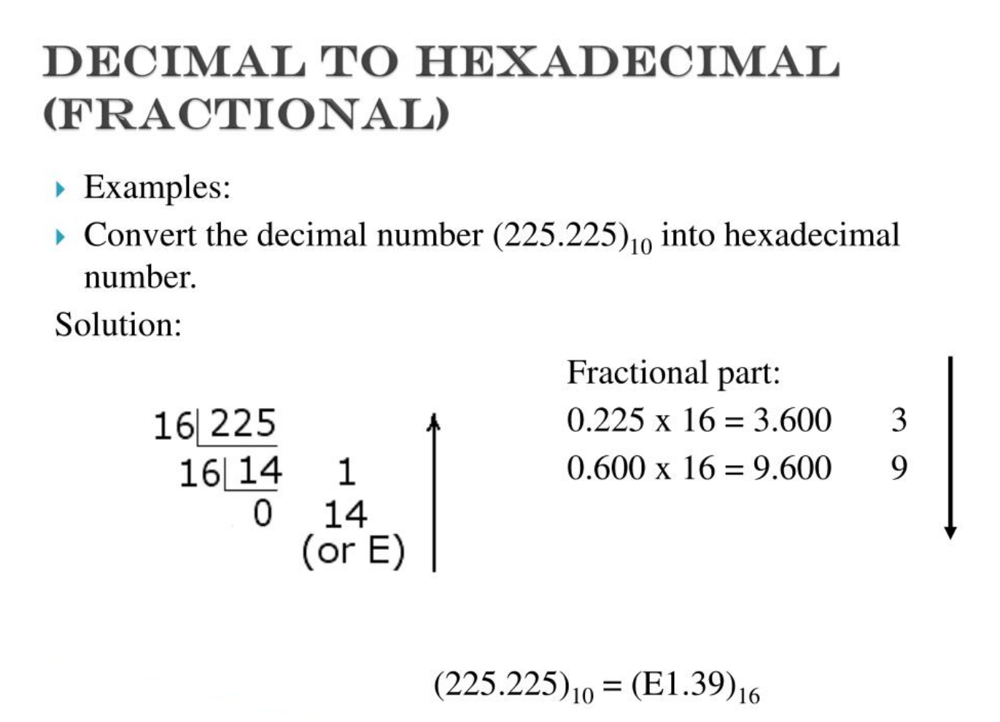 DECIMAL TO HEXADECIMAL
(FRACTIONAL)
Examples:
Convert the decimal number (225.225)₁₀ into hexadecimal
number.
Solution:
16 225
16 14 1
0 14
(or E)
Fractional part:
0.225 x 16 = 3.600 3
0.600 x 16 = 9.600 9
(225.225)₁₀ = (E1.39)₁₆